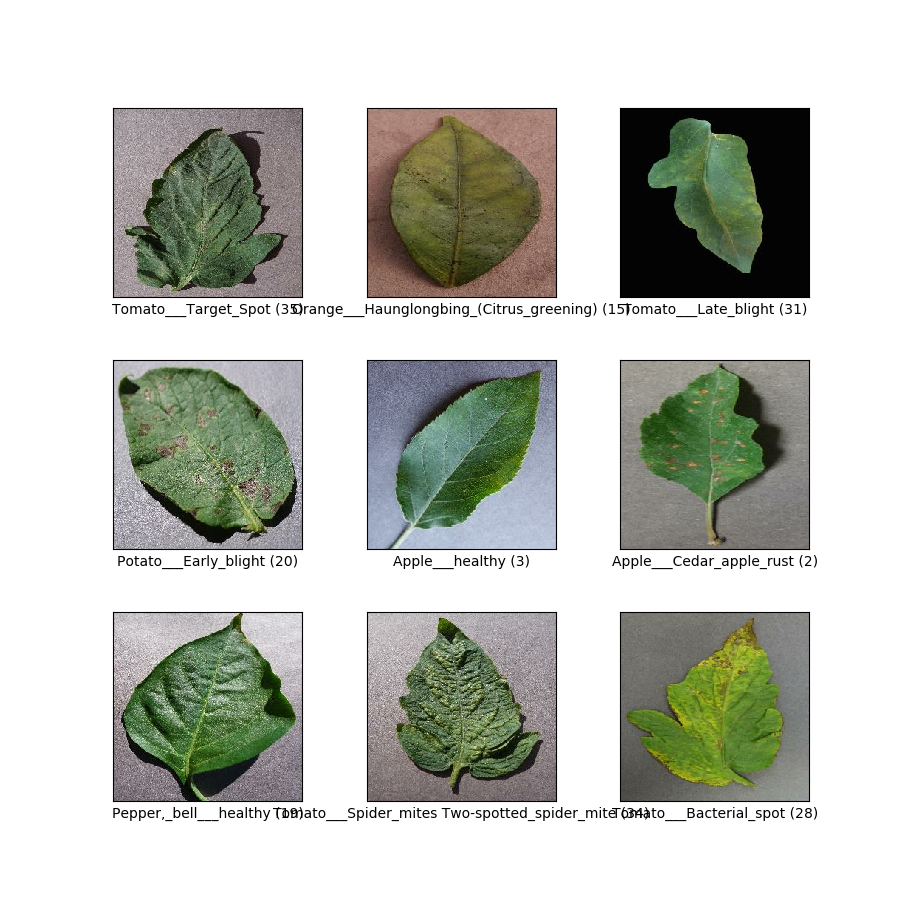 Tomato___Target_Spot (35)
Orange___Haunglongbing_(Citrus_greening) (15)
Tomato___Late_blight (31)
Potato___Early_blight (20)
Apple___healthy (3)
Apple___Cedar_apple_rust (2)
Pepper,_bell___healthy (19)
Tomato___Spider_mites Two-spotted_spider_mite (34)
Tomato___Bacterial_spot (28)